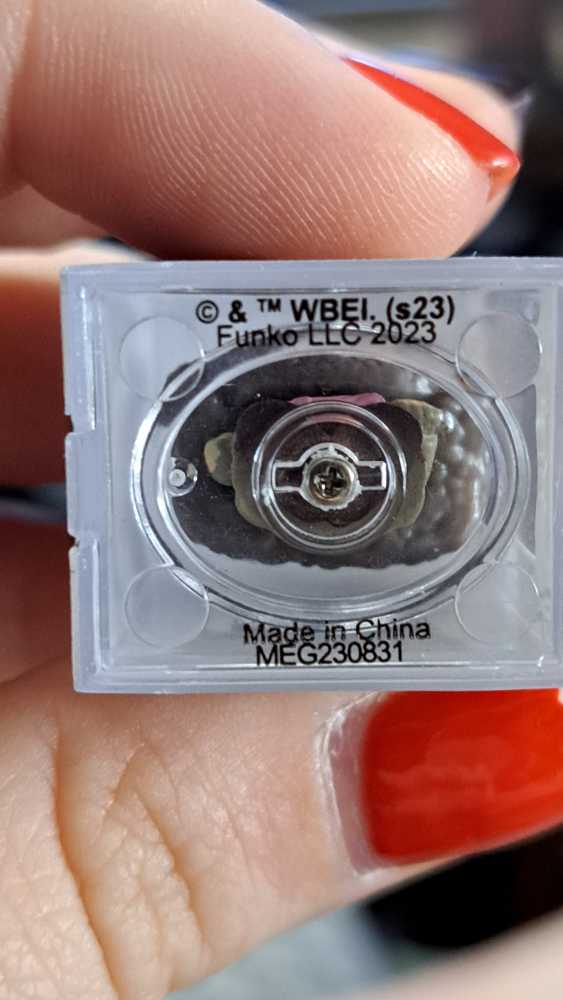 © & ™ WBEI. (s23)
Funko LLC 2023
Made in China
MEG230831